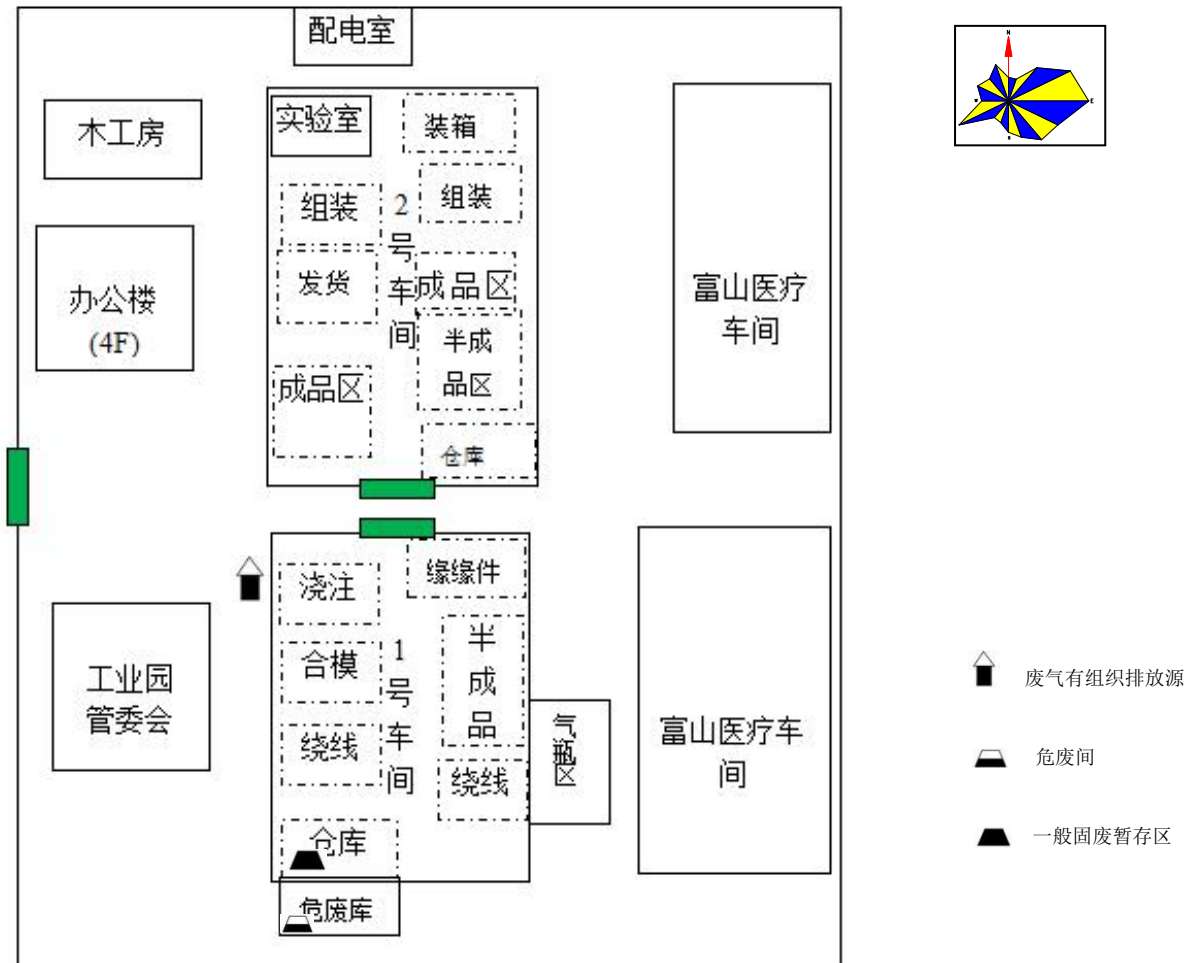 配电室
N
W
E
S
木工房
实验室
装箱
组装
组装
2
号
车
间
发货
成品区
办公楼
(4F)
半成
品区
成品区
仓库
富山医疗
车间
浇注
缘缘件
合模
1
号
车
间
半
成
品
绕线
绕线
气
瓶
区
仓库
危废库
工业园
管委会
富山医疗车
间
废气有组织排放源
危废间
一般固废暂存区